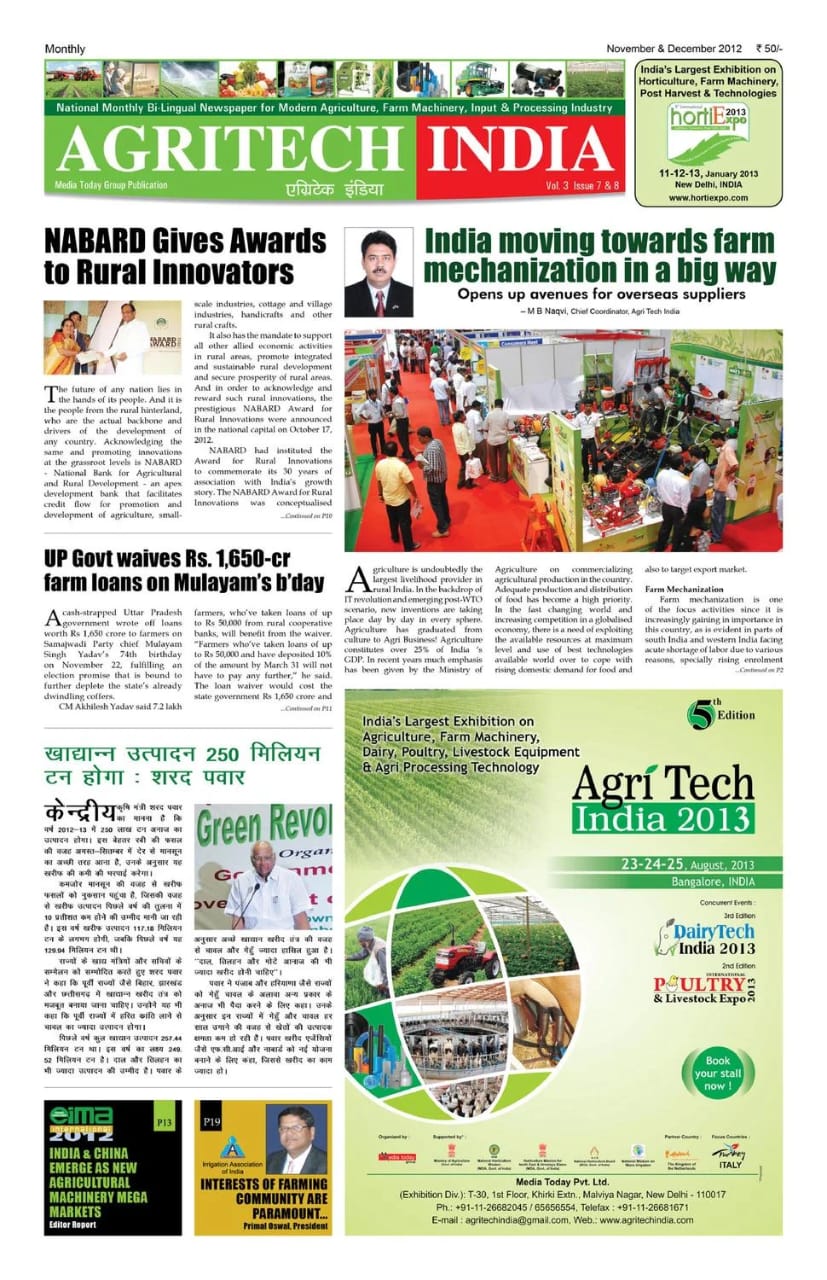 Monthly
November & December 2012 ₹ 50/-
National Monthly Bi-Lingual Newspaper for Modern Agriculture, Farm Machinery, Input & Processing Industry
AGRITECH INDIA
Media Today Group Publication
एग्रिटेक इंडिया
Vol. 3 Issue 7 & 8
India's Largest Exhibition on
Horticulture, Farm Machinery,
Post Harvest & Technologies
International
hortiExpo 2013
11-12-13, January 2013
New Delhi, INDIA
www.hortiexpo.com
NABARD Gives Awards
to Rural Innovators
The future of any nation lies in
the hands of its people. And it is
the people from the rural hinterland,
who are the actual backbone and
drivers of the development of
any country. Acknowledging the
same and promoting innovations
at the grassroot levels is NABARD
- National Bank for Agricultural
and Rural Development - an apex
development bank that facilitates
credit flow for promotion and
development of agriculture, small-
scale industries, cottage and village
industries, handicrafts and other
rural crafts.
It also has the mandate to support
all other allied economic activities
in rural areas, promote integrated
and sustainable rural development
and secure prosperity of rural areas.
And in order to acknowledge and
reward such rural innovations, the
prestigious NABARD Award for
Rural Innovations were announced
in the national capital on October 17,
2012.
NABARD had instituted the
Award for Rural Innovations
to commemorate its 30 years of
association with India's growth
story. The NABARD Award for Rural
Innovations was conceptualised
...Continued on P10
India moving towards farm
mechanization in a big way
Opens up avenues for overseas suppliers
– M B Naqvi, Chief Coordinator, Agri Tech India
Agriculture is undoubtedly the
largest livelihood provider in
rural India. In the backdrop of
IT revolution and emerging post-WTO
scenario, new inventions are taking
place day by day in every sphere.
Agriculture has graduated from
culture to Agri Business. Agriculture
constitutes over 25% of India 's
GDP. In recent years much emphasis
has been given by the Ministry of
Agriculture on commercializing
agricultural production in the country.
Adequate production and distribution
of food has become a high priority.
In the fast changing world and
increasing competition in a globalised
economy, there is a need of exploiting
the available resources at maximum
level and use of best technologies
available world over to cope with
rising domestic demand for food and
also to target export market.
Farm Mechanization
Farm mechanization is one
of the focus activities since it is
increasingly gaining in importance in
this country, as is evident in parts of
south India and western India facing
acute shortage of labor due to various
reasons, specially rising enrolment
...Continued on P2
UP Govt waives Rs. 1,650-cr
farm loans on Mulayam's b'day
A cash-strapped Uttar Pradesh
government wrote off loans
worth Rs 1,650 crore to farmers on
Samajwadi Party chief Mulayam
Singh Yadav's 74th birthday
on November 22, fulfilling an
election promise that is bound to
further deplete the state's already
dwindling coffers.
CM Akhilesh Yadav said 7.2 lakh
farmers, who've taken loans of up
to Rs 50,000 from rural cooperative
banks, will benefit from the waiver.
"Farmers who've taken loans of up
to Rs 50,000 and have deposited 10%
of the amount by March 31 will not
have to pay any further," he said.
The loan waiver would cost the
state government Rs 1,650 crore and
...Continued on P11
खाद्यान्न उत्पादन 250 मिलियन
टन होगा : शरद पवार
केन्द्रीय कृषि मंत्री शरद पवार
का मानना है कि
वर्ष 2012-13 में 250 लाख टन अनाज का
उत्पादन होगा। इस बेहतर रबी की फसल
की वजह अगस्त-सितम्बर में देर से मानसून
का अच्छी तरह आना है, उनके अनुसार यह
खरीफ की कमी की भरपाई करेगा।
कमजोर मानसून की वजह से खरीफ
फसलों को नुकसान पहुंचा है, जिसकी वजह
से खरीफ उत्पादन पिछले वर्ष की तुलना में
10 प्रतीशत कम होने की उम्मीद मानी जा रही
है। इस वर्ष खरीफ उत्पादन 117.18 मिलियन
टन के लगभग होगी, जबकि पिछले वर्ष यह
129.94 मिलियन टन थी।
राज्यों के खाद्य मंत्रियों और सचिवों के
सम्मेलन को सम्बोदित करते हुए शरद पवार
ने कहा कि पूर्वी राज्यों जैसे बिहार, झारखंड
और छत्तीसगढ़ में खाद्यान्न खरीद तंत्र को
मजबूत बनाया जाना चाहिए। उन्होंने यह भी
कहा कि पूर्वी राज्यों में हरित क्रांति लाने से
चावल का ज्यादा उत्पादन होगा।
पिछले वर्ष कुल खाद्यान उत्पादन 257.44
मिलियन टन था। इस वर्ष का लक्ष्य 249.
52 मिलियन टन है। दाल और तिलहन का
भी ज्यादा उत्पादन की उम्मीद है। पवार के
Green Revol
Organ
Governme
अनुसार अच्छे खाद्यान खरीद तंत्र की वजह
से चावल और गेहूँ ज्यादा हासिल हुआ है।
"दाल, तिलहन और मोटे आनाज की भी
ज्यादा खरीद होनी चाहिए"।
पवार ने पंजाब और हरियाणा जैसे राज्यों
को गेहूँ चावल के अलावा अन्य प्रकार के
अनाज भी पैदा करने के लिए कहा। उनके
अनुसार इन राज्यों में गेहूँ और चावल हर
साल उगाने की वजह से खेतों की उत्पादक
क्षमता कम हो रही है। पवार खरीद एजेंसियों
जैसे एफ.सी.आई और नाबार्ड को नई योजना
बनाने के लिए कहा, जिससे खरीद का काम
ज्यादा हो।
5th
Edition
India's Largest Exhibition on
Agriculture, Farm Machinery,
Dairy, Poultry, Livestock Equipment
& Agri Processing Technology
Agri Tech
India 2013
23-24-25, August, 2013
Bangalore, INDIA
Concurrent Events :
3rd Edition
DairyTech
India 2013
2nd Edition
INTERNATIONAL
POULTRY
& Livestock Expo 2013
Book
your stall
now !
Organised by :
Supported by* :
Partner Country :
Focus Countries :
media today
Turkey
ITALY
The Kingdom of
Netherlands
Media Today Pvt. Ltd.
(Exhibition Div.): T-30, 1st Floor, Khirki Extn., Malviya Nagar, New Delhi - 110017
Ph.: +91-11-26682045 / 65656554, Telefax : +91-11-26681671
E-mail : agritechindia@gmail.com, Web.: www.agritechindia.com
eima
international
2012
P13
INDIA & CHINA
EMERGE AS NEW
AGRICULTURAL
MACHINERY MEGA
MARKETS
Editor Report
P19
Irrigation Association
of India
INTERESTS OF FARMING
COMMUNITY ARE
PARAMOUNT...
Primal Oswal, President